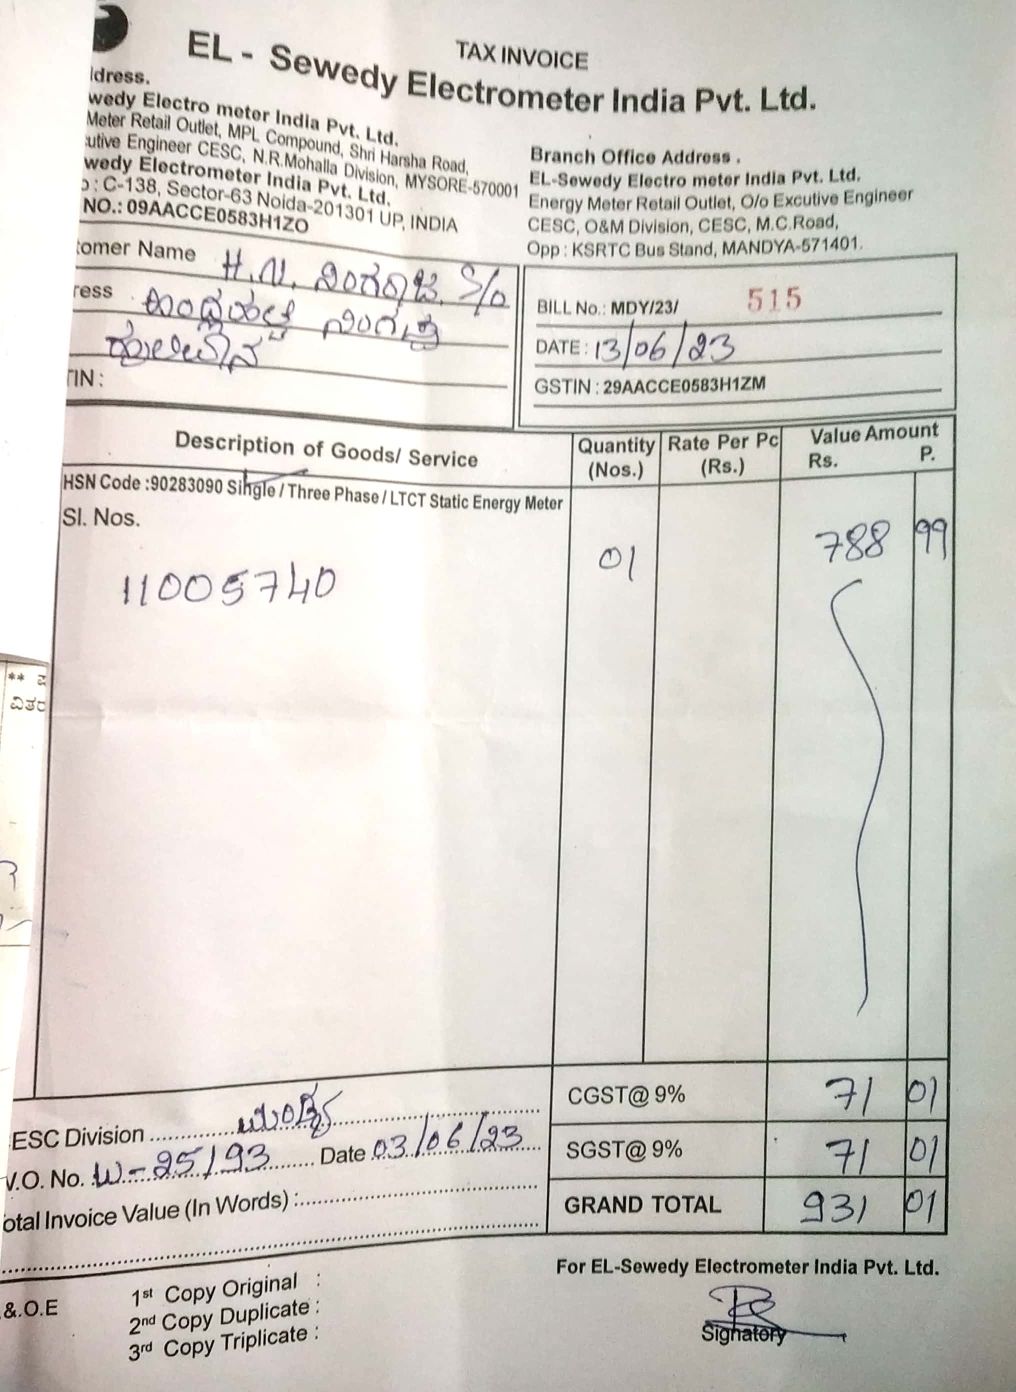 TAX INVOICE
EL - Sewedy Electrometer India Pvt. Ltd.
ldress.
wedy Electro meter India Pvt. Ltd.
Meter Retail Outlet, MPL Compound, Shri Harsha Road,
utive Engineer CESC, N.R.Mohalla Division, MYSORE-570001
wedy Electrometer India Pvt. Ltd.
o : C-138, Sector-63 Noida-201301 UP, INDIA
NO.: 09AACCE0583H1ZO
Branch Office Address .
EL-Sewedy Electro meter India Pvt. Ltd.
Energy Meter Retail Outlet, O/o Excutive Engineer
CESC, O&M Division, CESC, M.C.Road,
Opp : KSRTC Bus Stand, MANDYA-571401.
tomer Name H.N. S/o
ress
TIN :
BILL No.: MDY/23/ 515
DATE : 13/06/23
GSTIN : 29AACCE0583H1ZM
Description of Goods/ Service Quantity (Nos.) Rate Per Pc (Rs.) Value Amount Rs. P.
HSN Code :90283090 Single / Three Phase / LTCT Static Energy Meter
Sl. Nos.
11005740 01 788 99
CGST@ 9% 71 01
SGST@ 9% 71 01
GRAND TOTAL 931 01
ESC Division ಮಂಡ್ಯ
V.O. No. W-25/93 Date 03/06/23
otal Invoice Value (In Words) :
&.O.E
1st Copy Original :
2nd Copy Duplicate :
3rd Copy Triplicate :
For EL-Sewedy Electrometer India Pvt. Ltd.
Signatory
** 
ವಿತರ